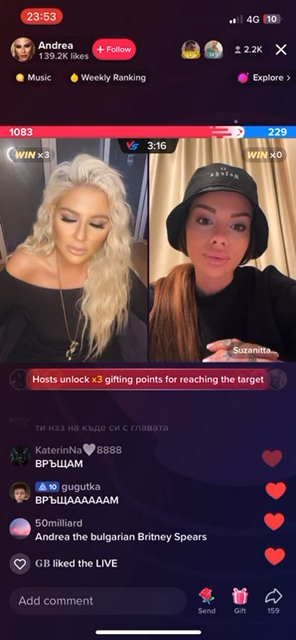 23:53
4G 10
Andrea
139.2K likes
+ Follow
2.2K
Music
Weekly Ranking
Explore >
1083
229
WIN x3
VS 3:16
WIN x0
Suzanitta...
Hosts unlock x3 gifting points for reaching the target
ти нзз на къде си с главата
KaterinNa🤍8888
ВРЪЩАМ
10 gugutka
ВРЪЩАААААAM
50milliard
Andrea the bulgarian Britney Spears
GB liked the LIVE
Add comment
Send
Gift
159